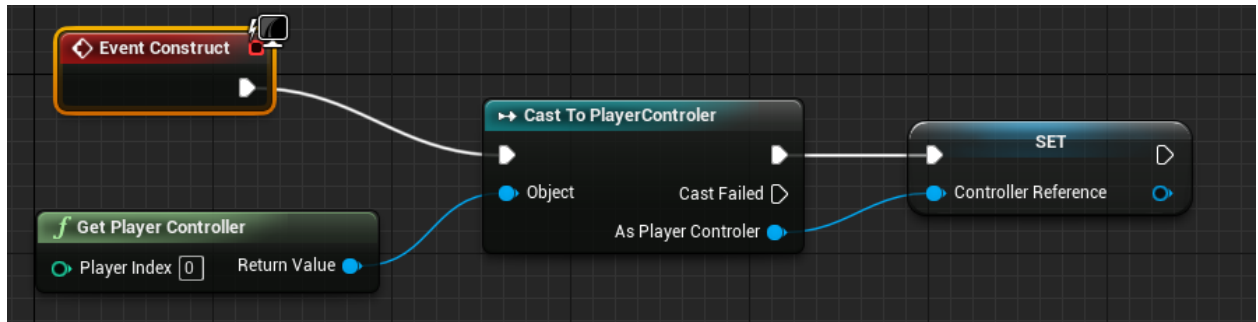 Event Construct
Cast To PlayerControler
SET
Object
Cast Failed
Controller Reference
As Player Controler
Get Player Controller
Player Index 0
Return Value